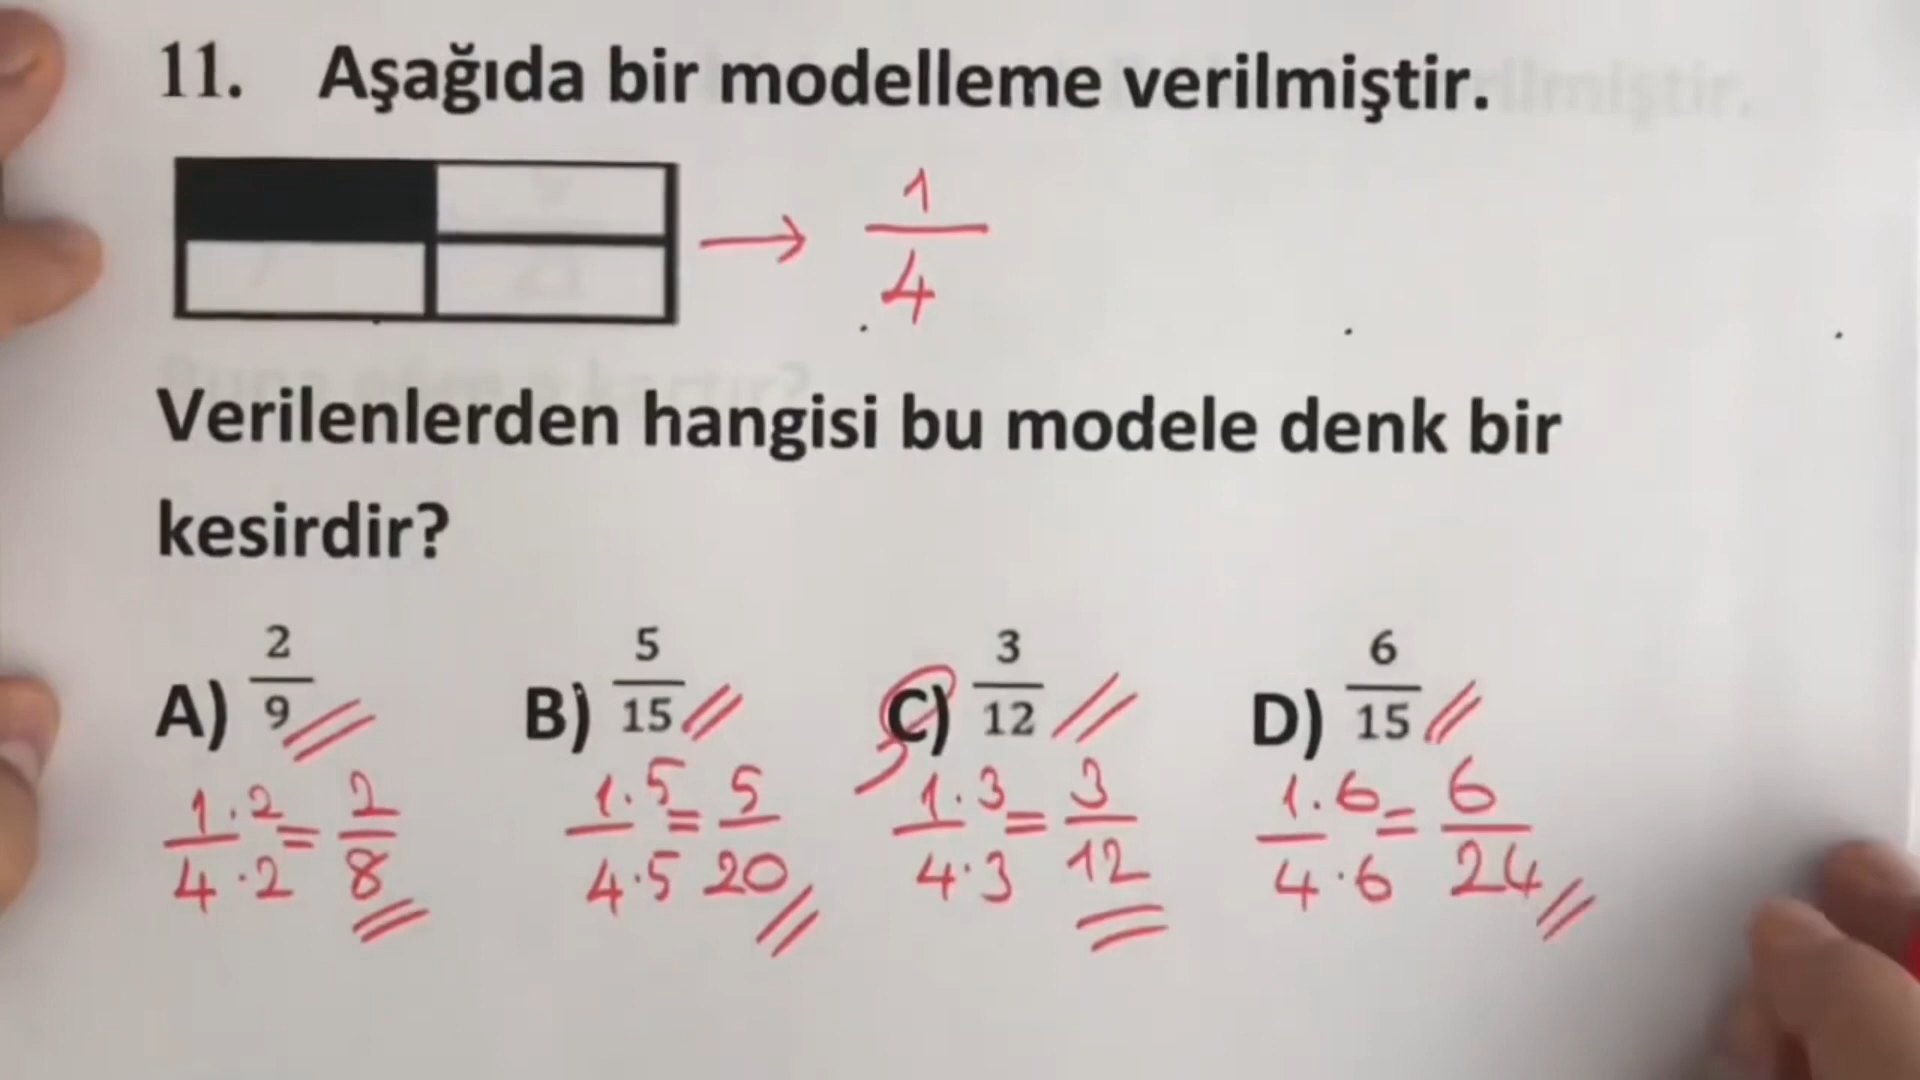 11. Aşağıda bir modelleme verilmiştir.
→ 1/4
Verilenlerden hangisi bu modele denk bir
kesirdir?
A) 2/9 B) 5/15 C) 3/12 D) 6/15
1.2/4.2 = 2/8 1.5/4.5 = 5/20 1.3/4.3 = 3/12 1.6/4.6 = 6/24